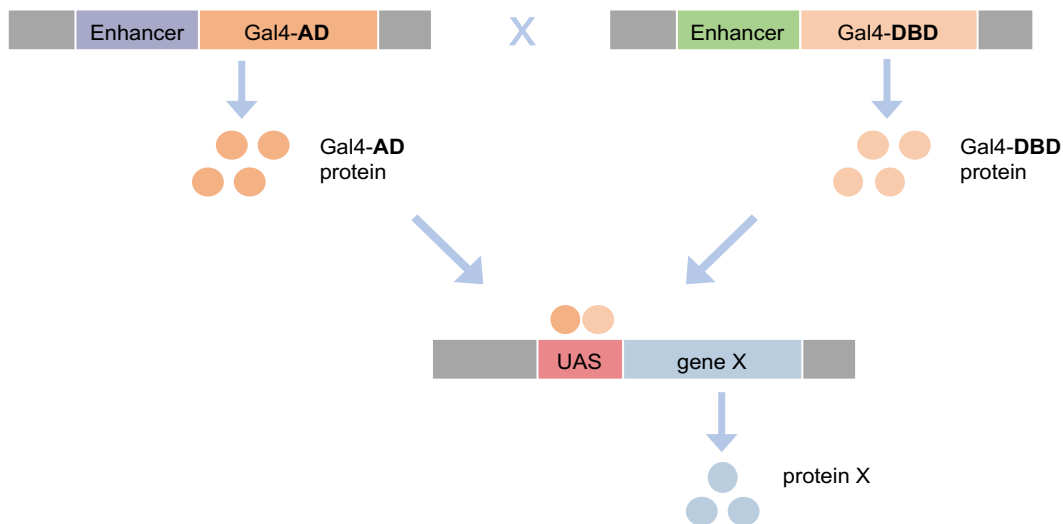 Enhancer Gal4-AD X Enhancer Gal4-DBD
Gal4-AD
protein
Gal4-DBD
protein
UAS gene X
protein X